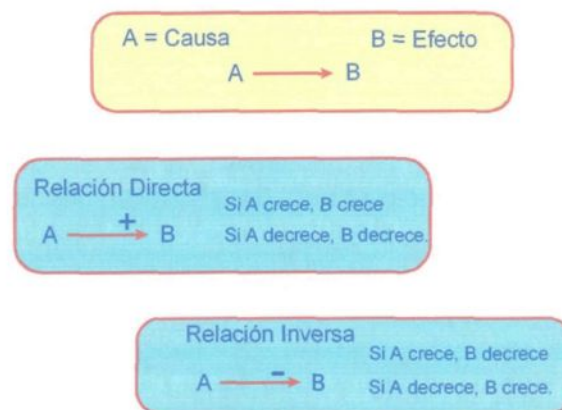 A = Causa B = Efecto
A B
Relación Directa
Si A crece, B crece
+
A B Si A decrece, B decrece.
Relación Inversa
Si A crece, B decrece
-
A B Si A decrece, B crece.